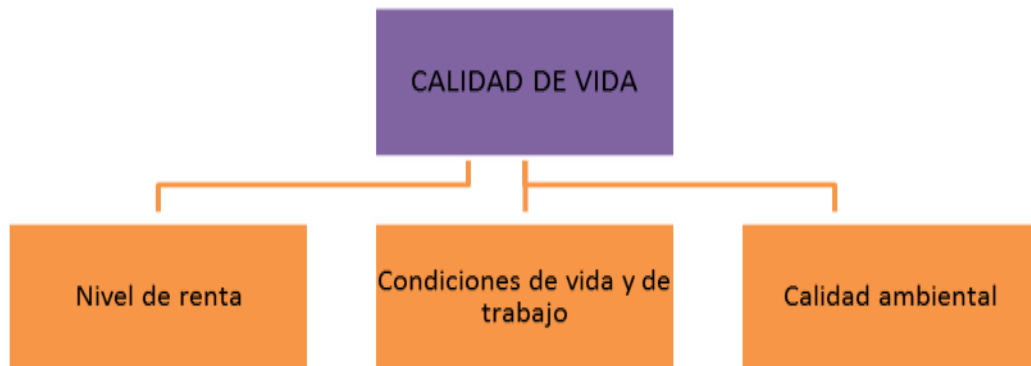 CALIDAD DE VIDA
Nivel de renta
Condiciones de vida y de
trabajo
Calidad ambiental